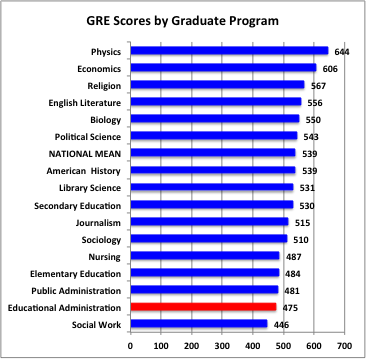 GRE Scores by Graduate Program
Physics 644
Economics 606
Religion 567
English Literature 556
Biology 550
Political Science 543
NATIONAL MEAN 539
American  History 539
Library Science 531
Secondary Education 530
Journalism 515
Sociology 510
Nursing 487
Elementary Education 484
Public Administration 481
Educational Administration 475
Social Work 446
0 100 200 300 400 500 600 700